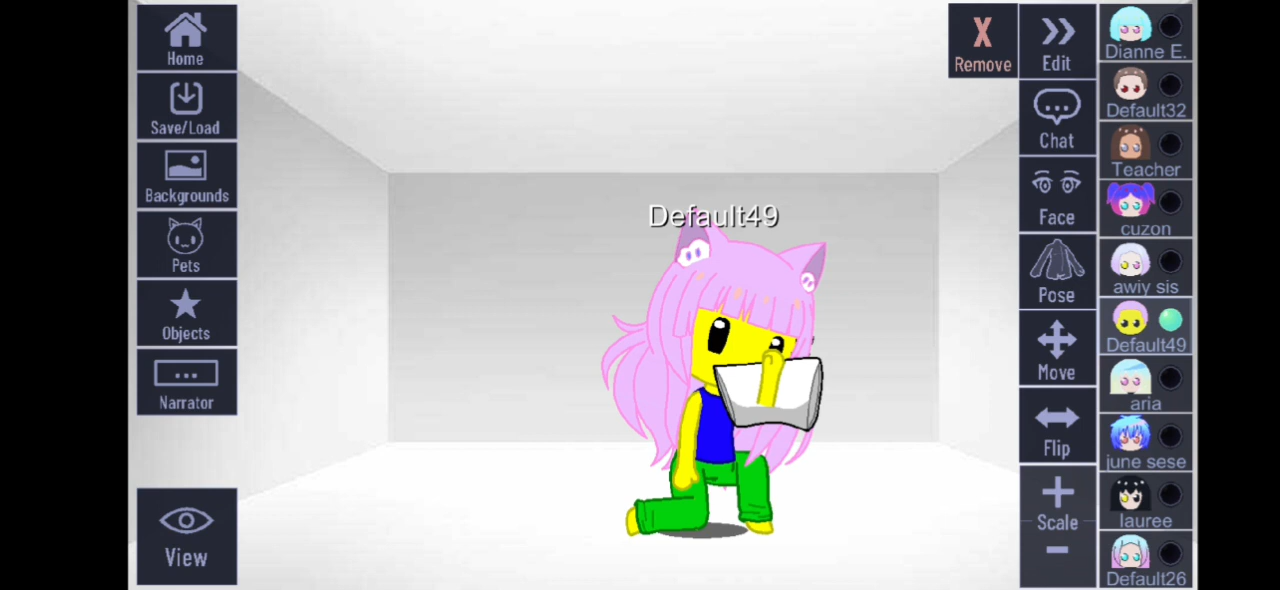 Home
Save/Load
Backgrounds
Pets
Objects
Narrator
View
Default49
X
Remove
Edit
Chat
Face
Pose
Move
Flip
Scale
Dianne E.
Default32
Teacher
cuzon
awiy sis
Default49
aria
june sese
lauree
Default26